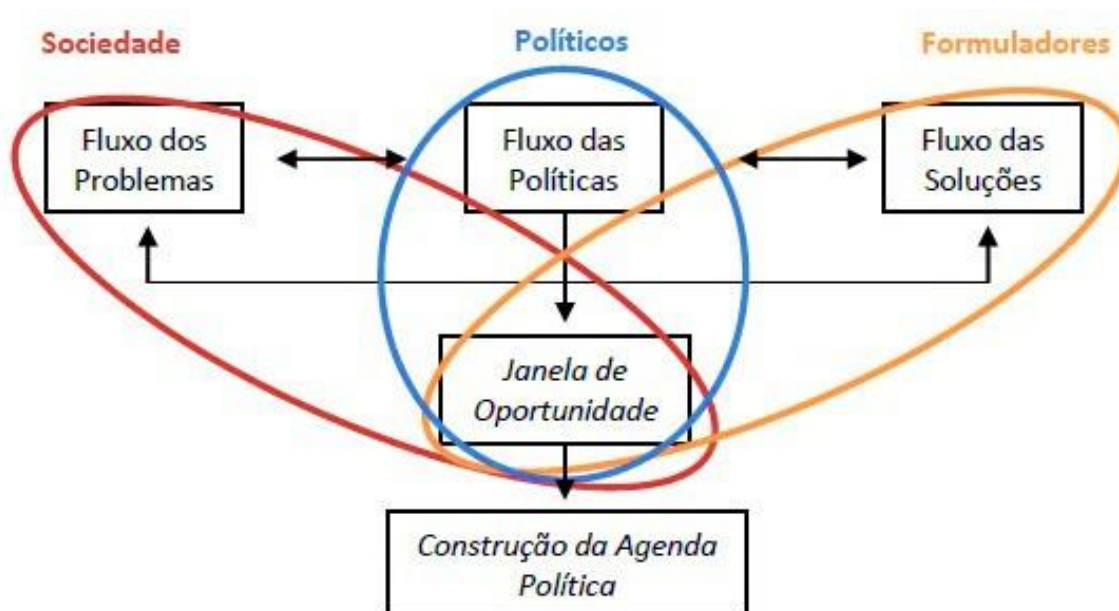 Sociedade
Políticos
Formuladores
Fluxo dos
Problemas
Fluxo das
Políticas
Fluxo das
Soluções
Janela de
Oportunidade
Construção da Agenda
Política